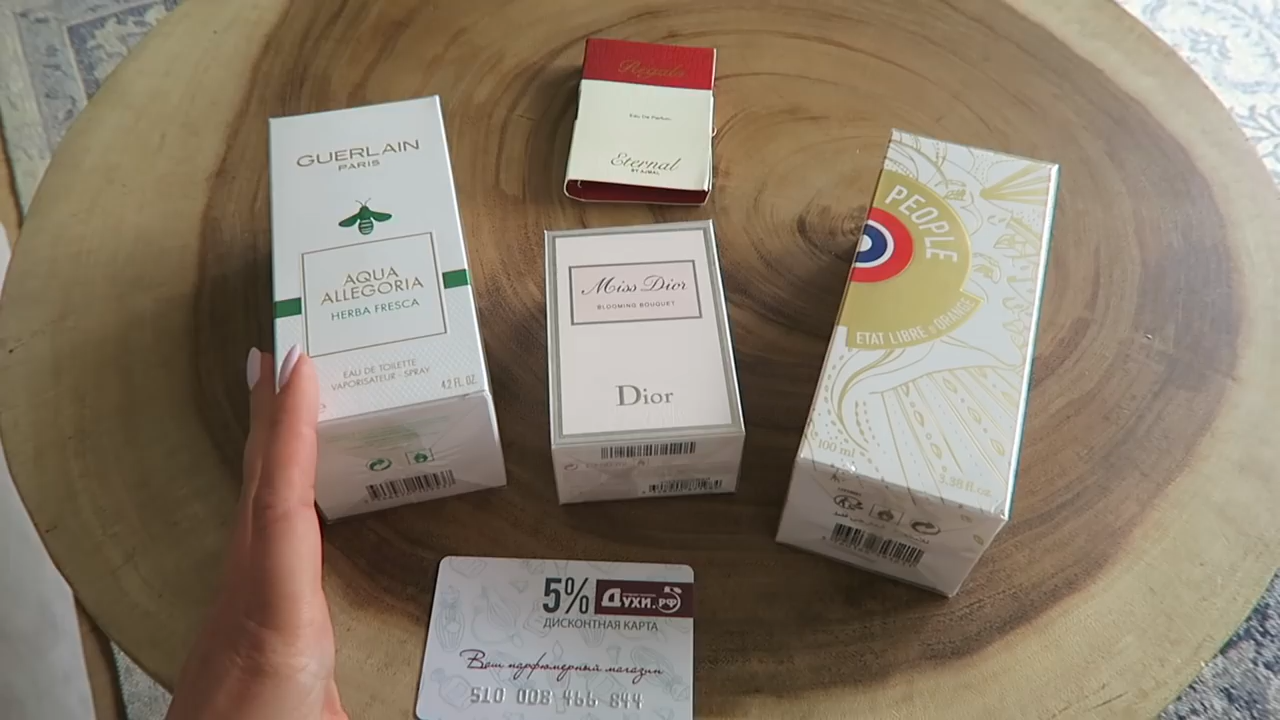 GUERLAIN
PARIS
AQUA
ALLEGORIA
HERBA FRESCA
EAU DE TOILETTE
VAPORISATEUR - SPRAY
4.2 FL. OZ.
Regalo
Eau De Parfum
Eternal
BY AJMAL
Miss Dior
BLOOMING BOUQUET
Dior
PEOPLE
ETAT LIBRE D'ORANGE
100 ml
3.38 fl. oz.
5% Духи.рф
ДИСКОНТНАЯ КАРТА
Ваш парфюмерный магазин
510 008 466 844